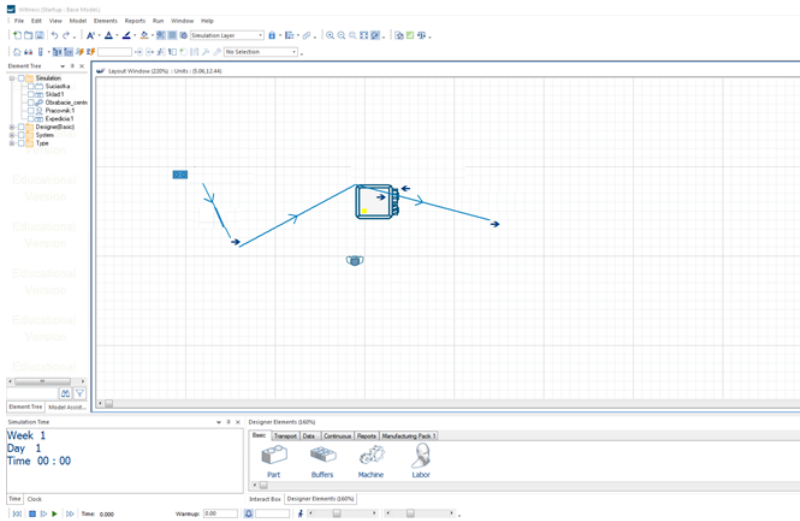 Witness (Startup - Base Model)
File Edit View Model Elements Reports Run Window Help
Simulation Layer
No Selection
Element Tree
Layout Window (220%) : Units : (5.06,12.44)
Simulation
Suciastka
Sklad1
Obrabacie_centr
Pracovnik1
Expedicia1
Designer(Basic)
System
Type
Version
Educational
Version
Educational
Version
Educational
Version
Educational
Version
Educational
Element Tree Model Assist...
Simulation Time
Week 1
Day 1
Time 00 : 00
Time Clock
Designer Elements (160%)
Basic Transport Data Continuous Reports Manufacturing Pack 1
Part Buffers Machine Labor
Interact Box Designer Elements (160%)
Time: 0.000 Warmup: 0.00